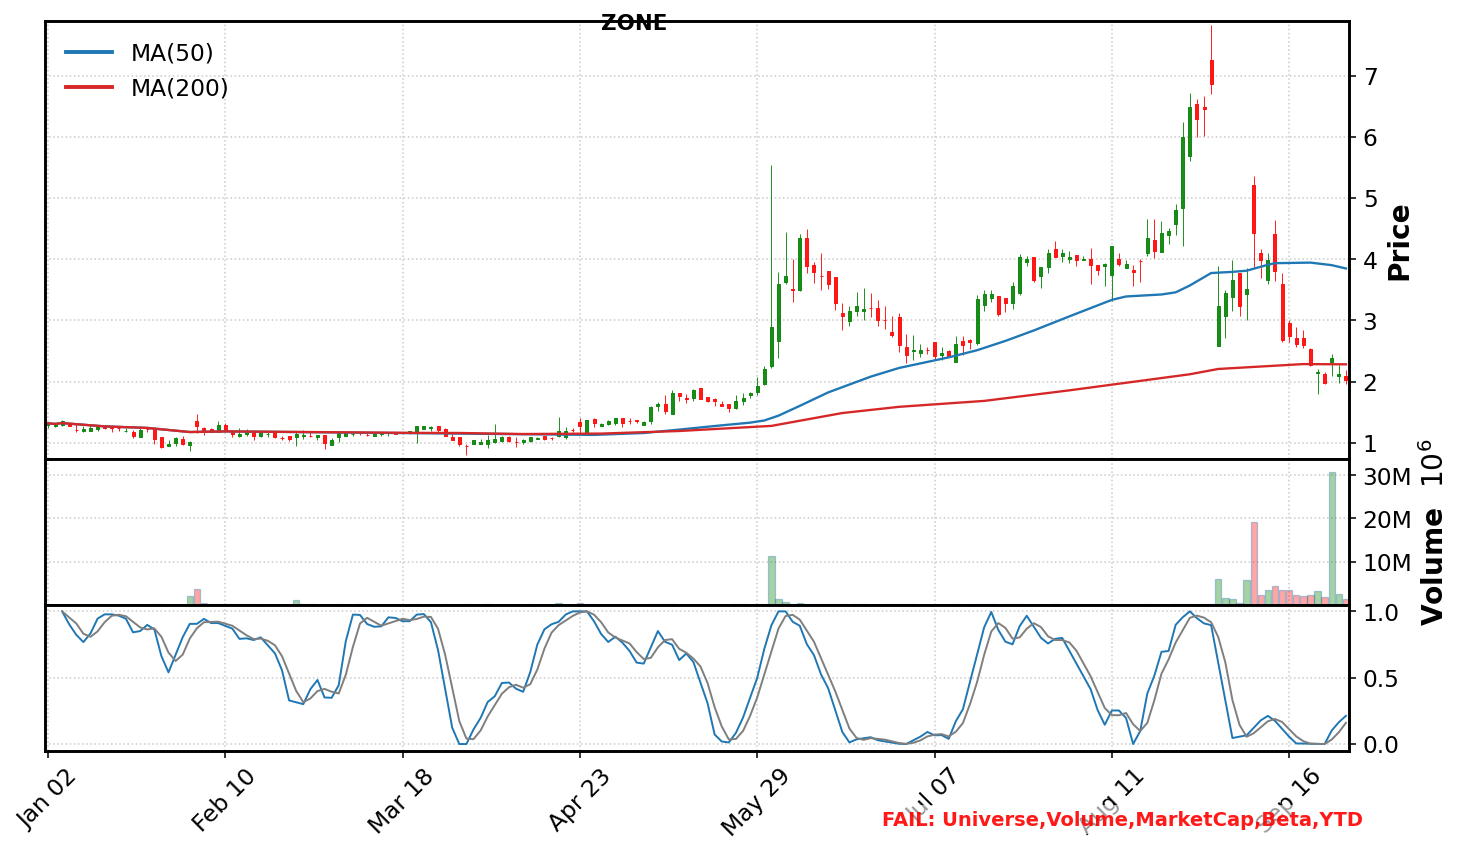 ZONE
MA(50)
MA(200)
7
6
5
4
3
2
1
Price
30M
20M
10M
Volume 10^6
1.0
0.5
0.0
Jan 02
Feb 10
Mar 18
Apr 23
May 29
Jul 07
Aug 11
Sep 16
FAIL: Universe,Volume,MarketCap,Beta,YTD